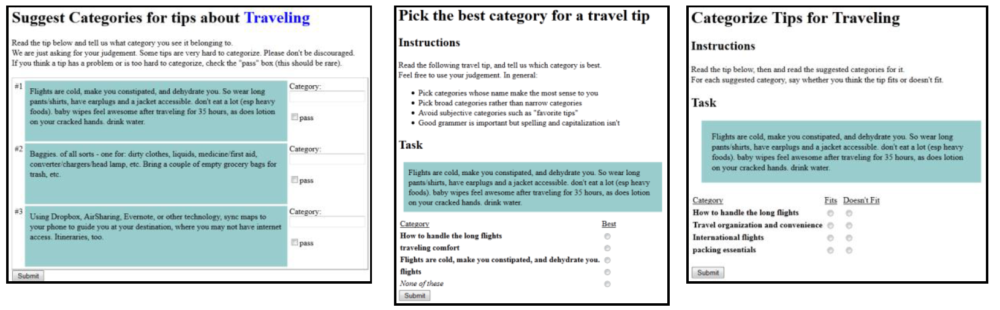 Suggest Categories for tips about Traveling
Read the tip below and tell us what category you see it belonging to.
We are just asking for your judgement. Some tips are very hard to categorize. Please don't be discouraged.
If you think a tip has a problem or is too hard to categorize, check the "pass" box (this should be rare).
#1
Flights are cold, make you constipated, and dehydrate you. So wear long
pants/shirts, have earplugs and a jacket accessible. don't eat a lot (esp heavy
foods). baby wipes feel awesome after traveling for 35 hours, as does lotion
on your cracked hands. drink water.
Category:
pass
#2
Baggies. of all sorts - one for: dirty clothes, liquids, medicine/first aid,
converter/chargers/head lamp, etc. Bring a couple of empty grocery bags for
trash, etc.
Category:
pass
#3
Using Dropbox, AirSharing, Evernote, or other technology, sync maps to
your phone to guide you at your destination, where you may not have internet
access. Itineraries, too.
Category:
pass
Submit
Pick the best category for a travel tip
Instructions
Read the following travel tip, and tell us which category is best.
Feel free to use your judgement. In general:
• Pick categories whose name make the most sense to you
• Pick broad categories rather than narrow categories
• Avoid subjective categories such as "favorite tips"
• Good grammer is important but spelling and capitalization isn't
Task
Flights are cold, make you constipated, and dehydrate you. So wear long
pants/shirts, have earplugs and a jacket accessible. don't eat a lot (esp heavy
foods). baby wipes feel awesome after traveling for 35 hours, as does lotion
on your cracked hands. drink water.
Category Best
How to handle the long flights
traveling comfort
Flights are cold, make you constipated, and dehydrate you.
flights
None of these
Submit
Categorize Tips for Traveling
Instructions
Read the tip below, then and read the suggested categories for it.
For each suggested category, say whether you think the tip fits or doesn't fit.
Task
Flights are cold, make you constipated, and dehydrate you. So wear long
pants/shirts, have earplugs and a jacket accessible. don't eat a lot (esp heavy
foods). baby wipes feel awesome after traveling for 35 hours, as does lotion
on your cracked hands. drink water.
Category Fits Doesn't Fit
How to handle the long flights
Travel organization and convenience
International flights
packing essentials
Submit